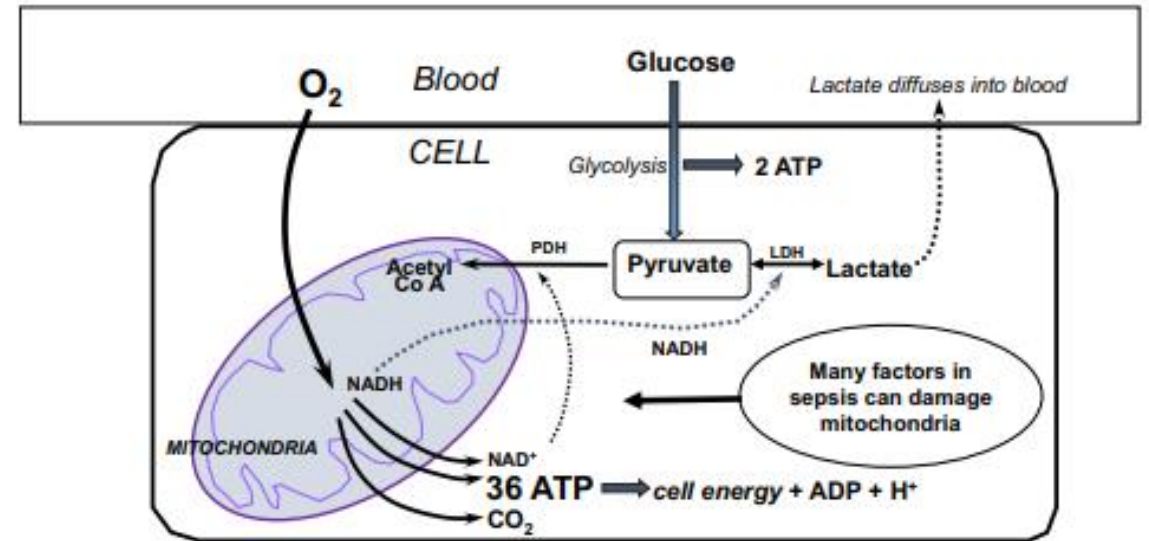 Glucose
O₂
Blood
Lactate diffuses into blood
CELL
Glycolysis
2 ATP
PDH
Acetyl
Co A
Pyruvate
LDH
Lactate
NADH
NADH
Many factors in
sepsis can damage
mitochondria
MITOCHONDRIA
NAD⁺
36 ATP
cell energy + ADP + H⁺
CO₂